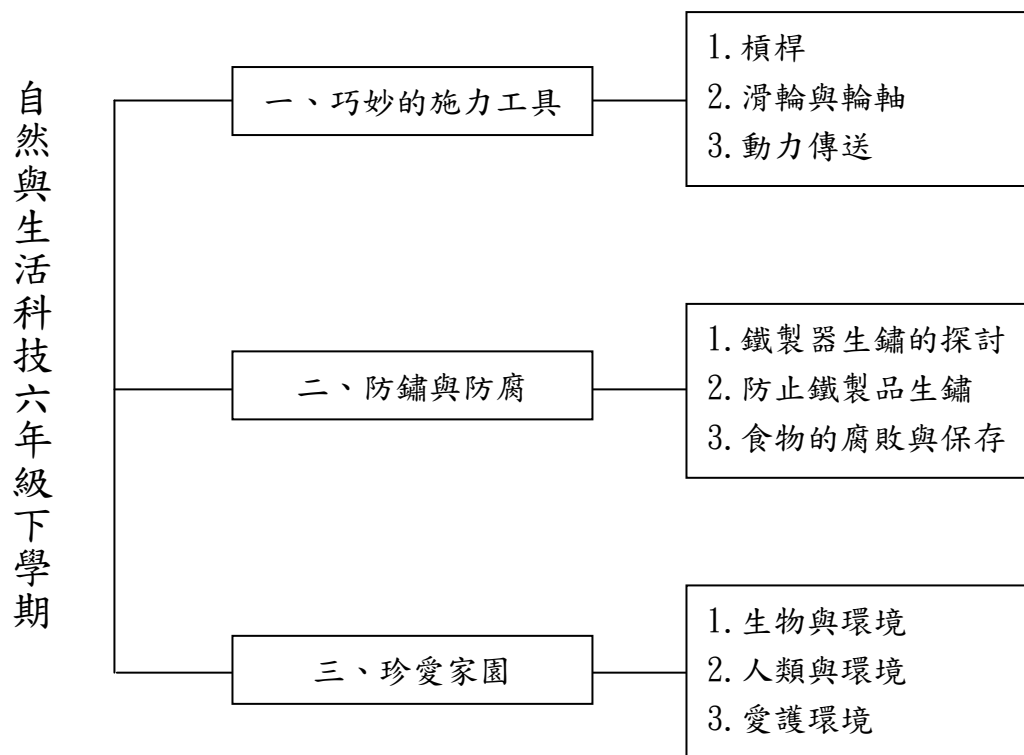 自然與生活科技六年級下學期
一、巧妙的施力工具
1.槓桿
2.滑輪與輪軸
3.動力傳送
二、防鏽與防腐
1.鐵製器生鏽的探討
2.防止鐵製品生鏽
3.食物的腐敗與保存
三、珍愛家園
1.生物與環境
2.人類與環境
3.愛護環境